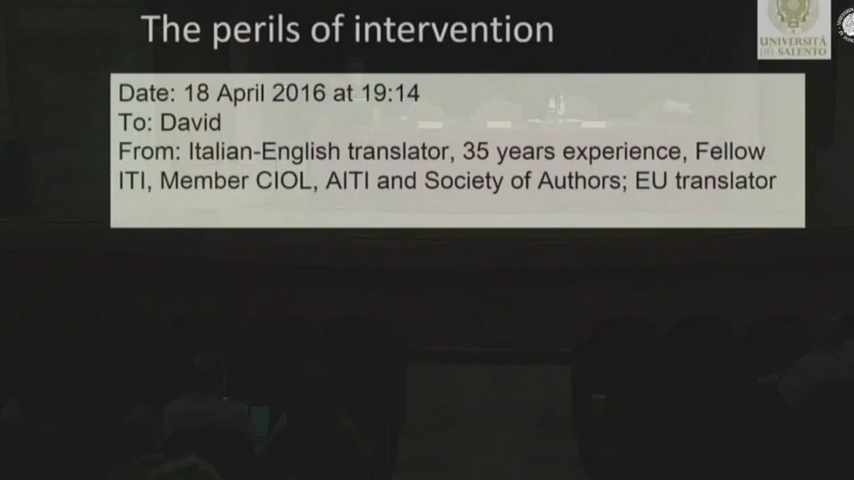 The perils of intervention
UNIVERSITÀ
DEL SALENTO
Date: 18 April 2016 at 19:14
To: David
From: Italian-English translator, 35 years experience, Fellow
ITI, Member CIOL, AITI and Society of Authors; EU translator